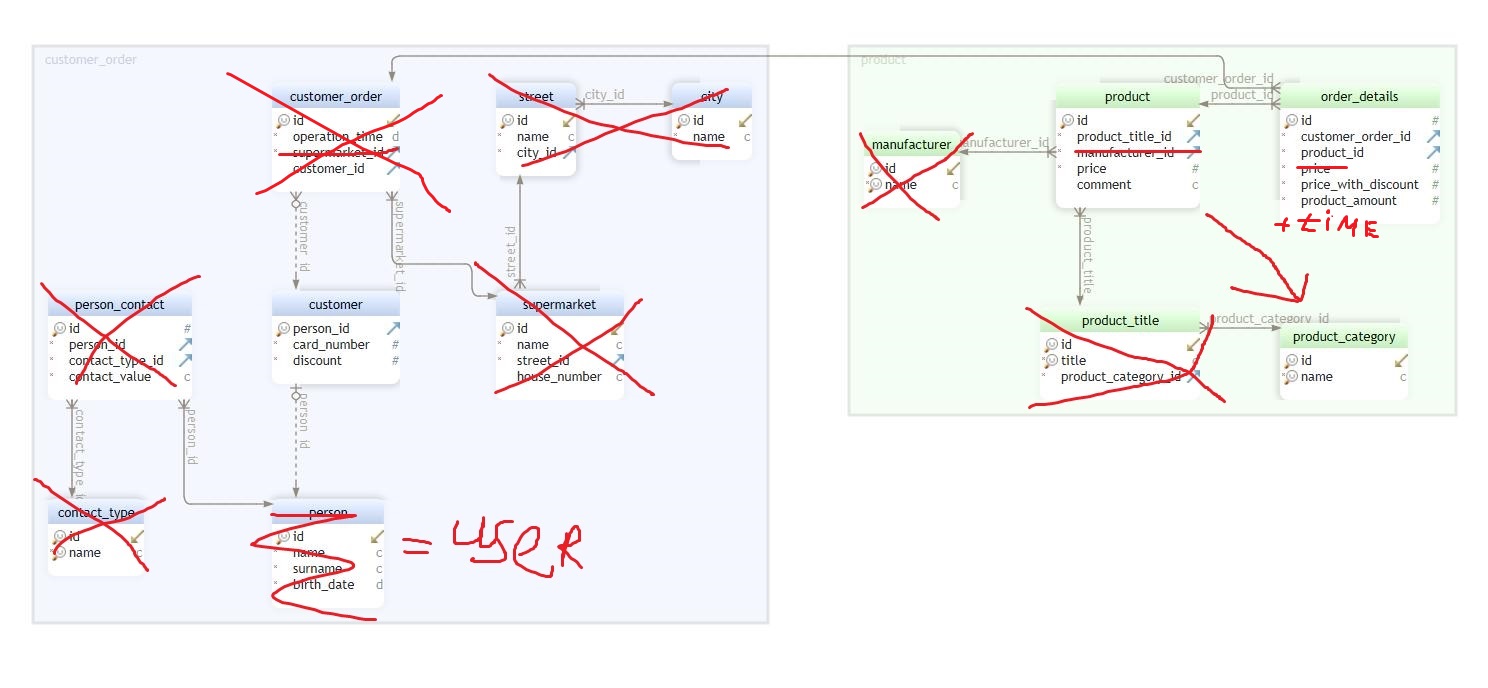 customer_order
product
customer_order
id
operation_time d
supermarket_id
customer_id
street
id
name c
city_id
city_id
city
id
name c
customer_order_id
product_id
product
id
product_title_id
manufacturer_id
price #
comment c
order_details
id #
customer_order_id
product_id
price #
price_with_discount #
product_amount #
+ TIME
manufacturer
id
name c
manufacturer_id
customer_id
supermarket_id
street_id
product_title
person_contact
id #
person_id
contact_type_id
contact_value c
customer
person_id
card_number #
discount #
supermarket
id
name c
street_id
house_number c
product_title
id
title c
product_category_id
product_category_id
product_category
id
name c
contact_type_id
person_id
person_id
contact_type
id
name c
person
id
name c
surname c
birth_date d
= USER